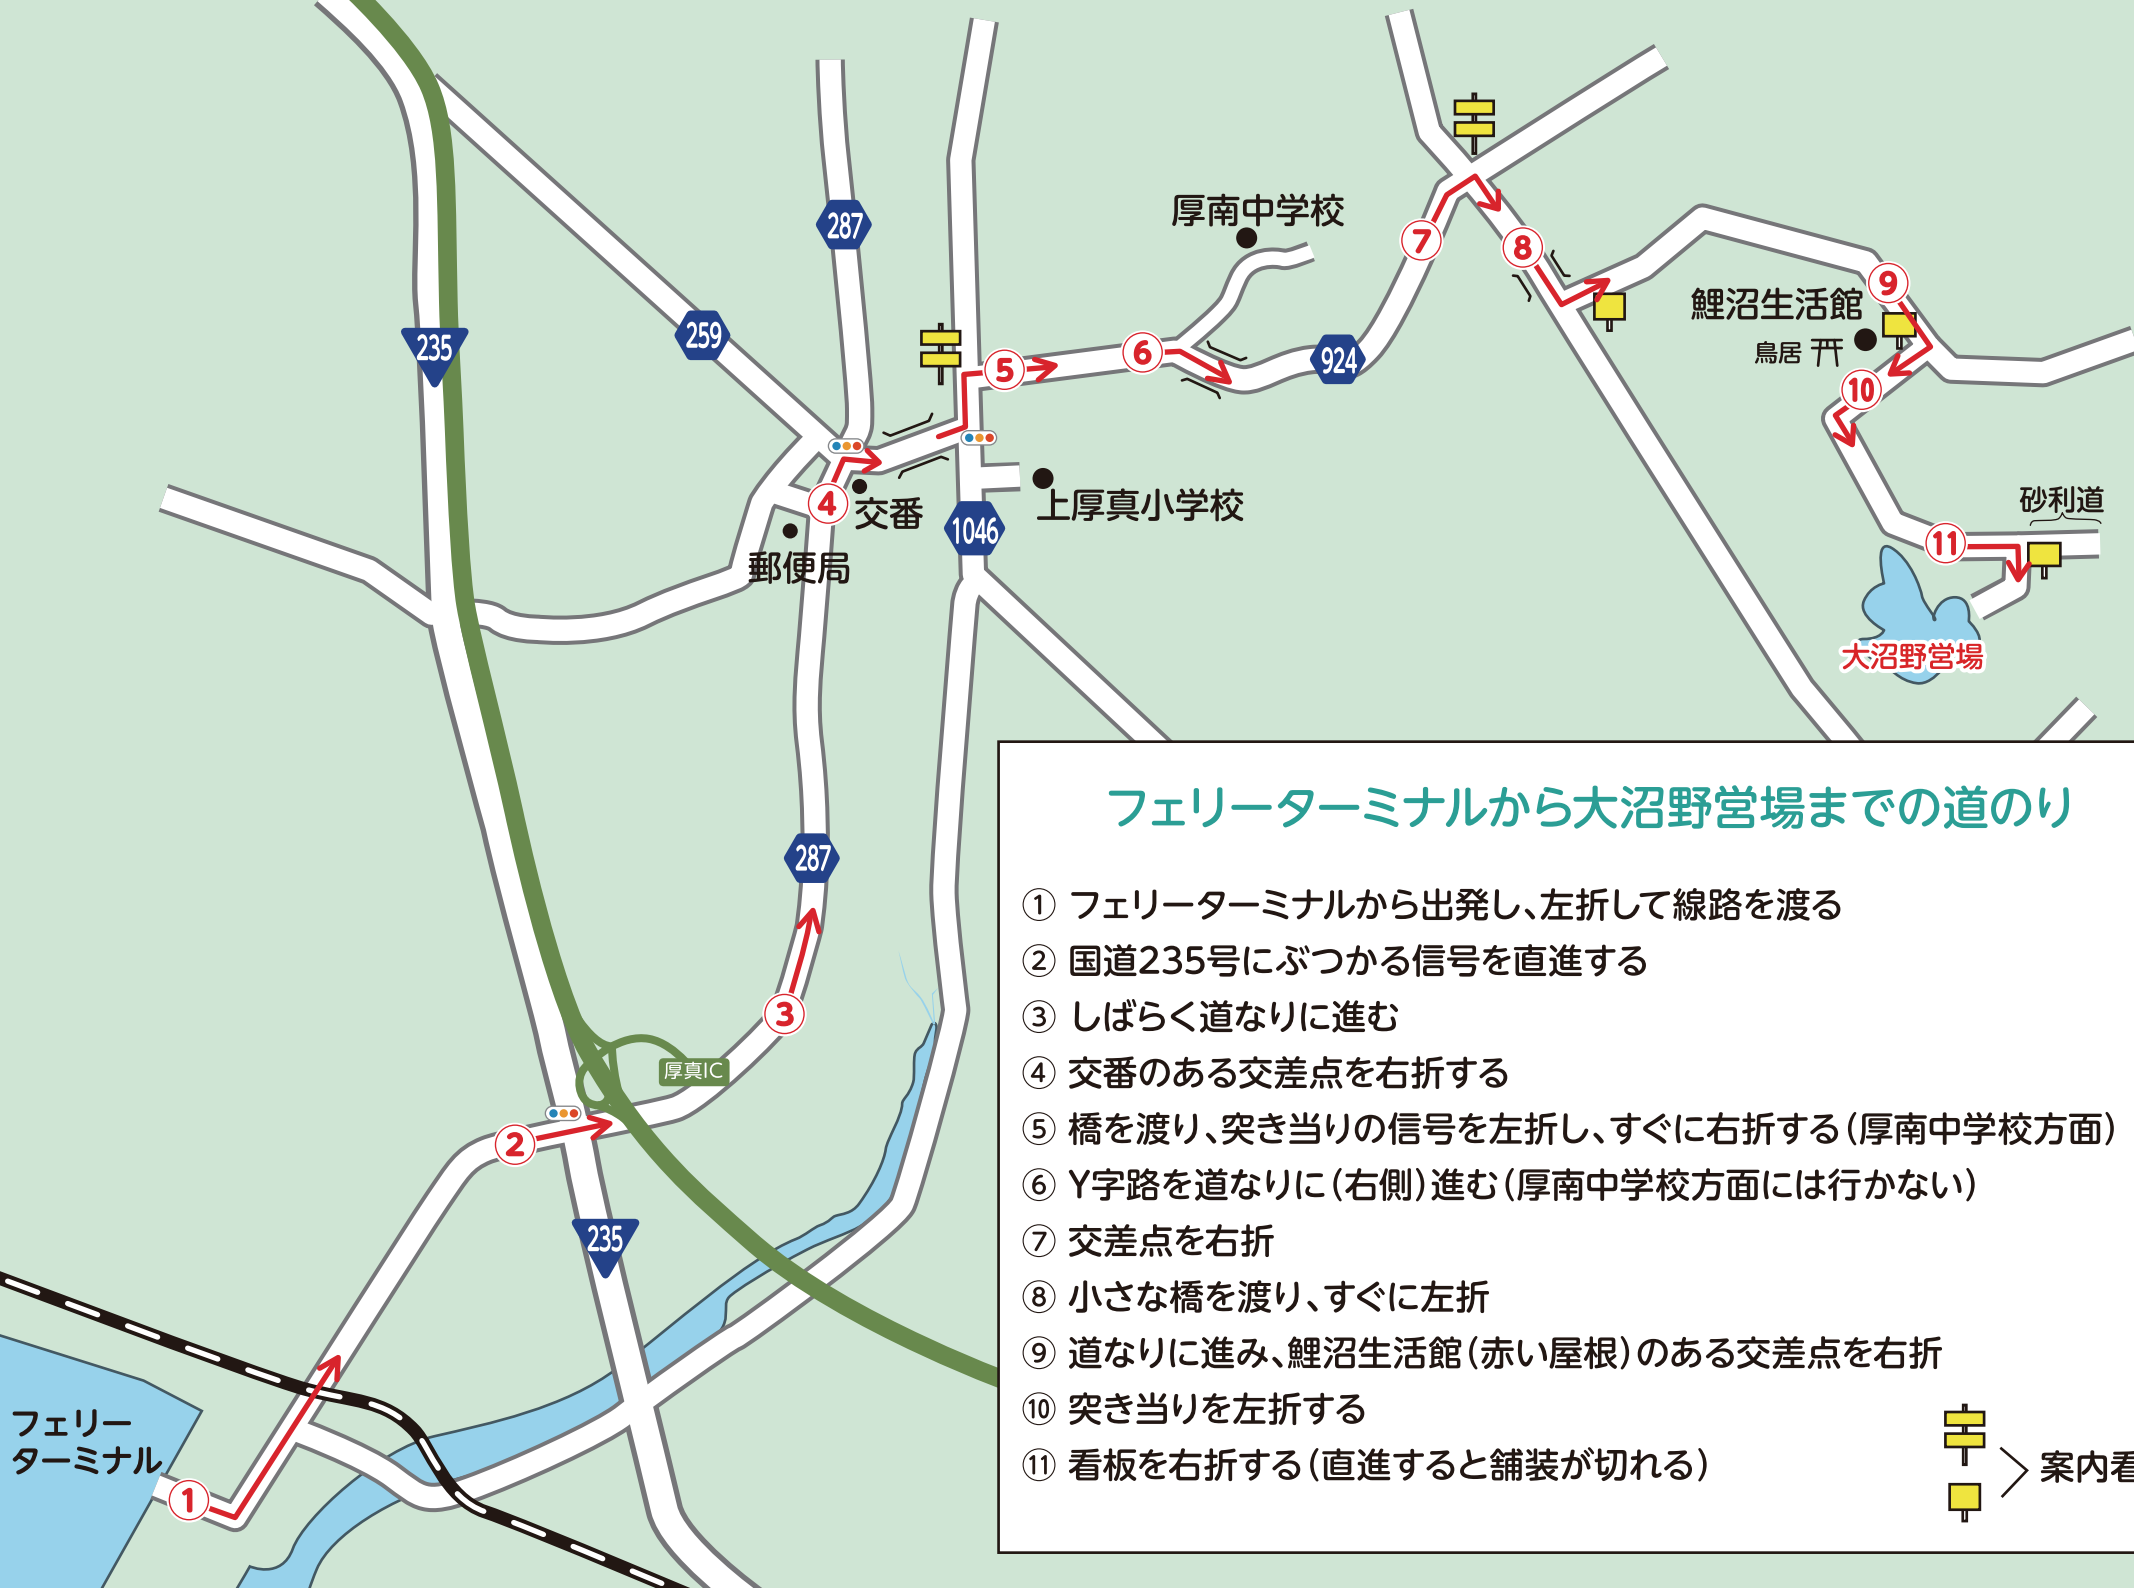 287
259
235
厚南中学校
7
8
9
鯉沼生活館
鳥居
10
924
6
5
4
交番
郵便局
1046
上厚真小学校
砂利道
11
大沼野営場
287
3
厚真IC
2
235
フェリー
ターミナル
1
フェリーターミナルから大沼野営場までの道のり
① フェリーターミナルから出発し、左折して線路を渡る
② 国道235号にぶつかる信号を直進する
③ しばらく道なりに進む
④ 交番のある交差点を右折する
⑤ 橋を渡り、突き当りの信号を左折し、すぐに右折する（厚南中学校方面）
⑥ Y字路を道なりに（右側）進む（厚南中学校方面には行かない）
⑦ 交差点を右折
⑧ 小さな橋を渡り、すぐに左折
⑨ 道なりに進み、鯉沼生活館（赤い屋根）のある交差点を右折
⑩ 突き当りを左折する
⑪ 看板を右折する（直進すると舗装が切れる）
案内看